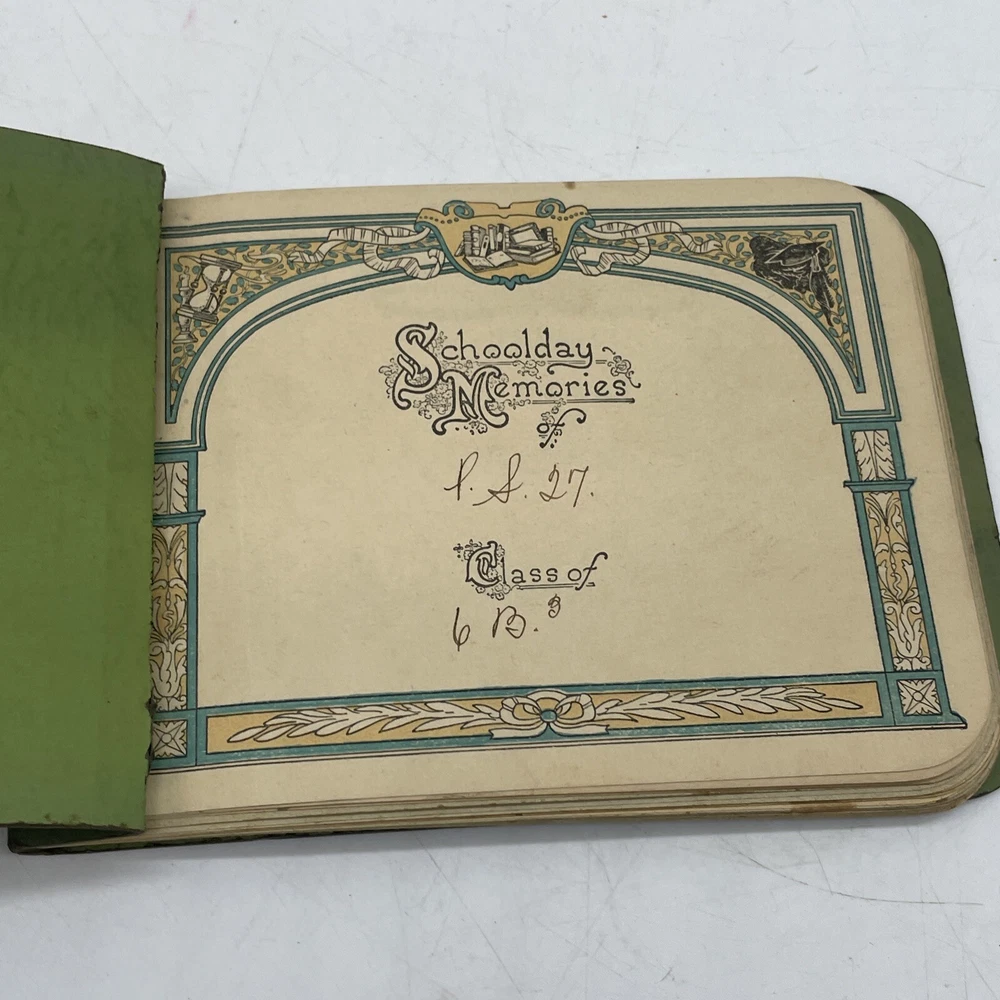 Schoolday
Memories
of
P. S. 27.
Class of
6 B.³